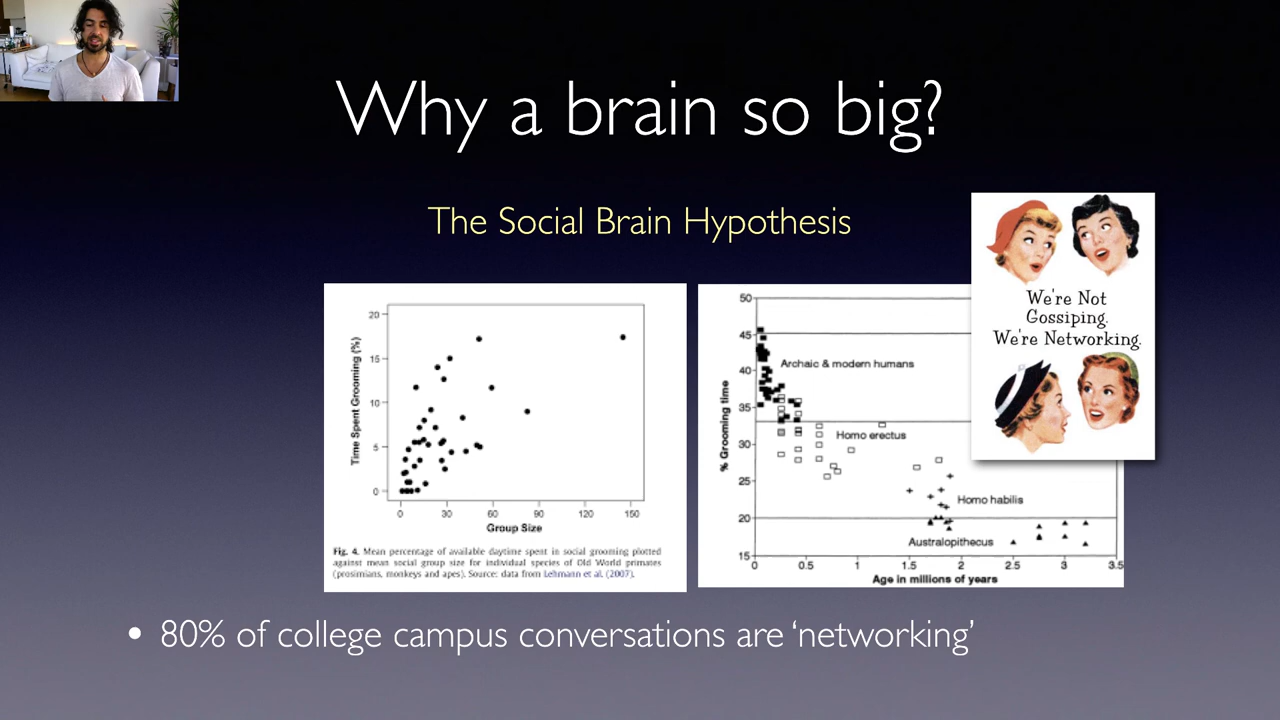 Why a brain so big?
The Social Brain Hypothesis
We're Not
Gossiping.
We're Networking.
Time Spent Grooming (%)
20
15
10
5
0
0 30 60 90 120 150
Group Size
Fig. 4. Mean percentage of available daytime spent in social grooming plotted
against mean social group size for individual species of Old World primates
(prosimians, monkeys and apes). Source: data from Lehmann et al. (2007).
% Grooming time
50
45
40
35
30
25
20
15
Archaic & modern humans
Homo erectus
Homo habilis
Australopithecus
0 0.5 1 1.5 2 2.5 3 3.5
Age in millions of years
• 80% of college campus conversations are ‘networking’